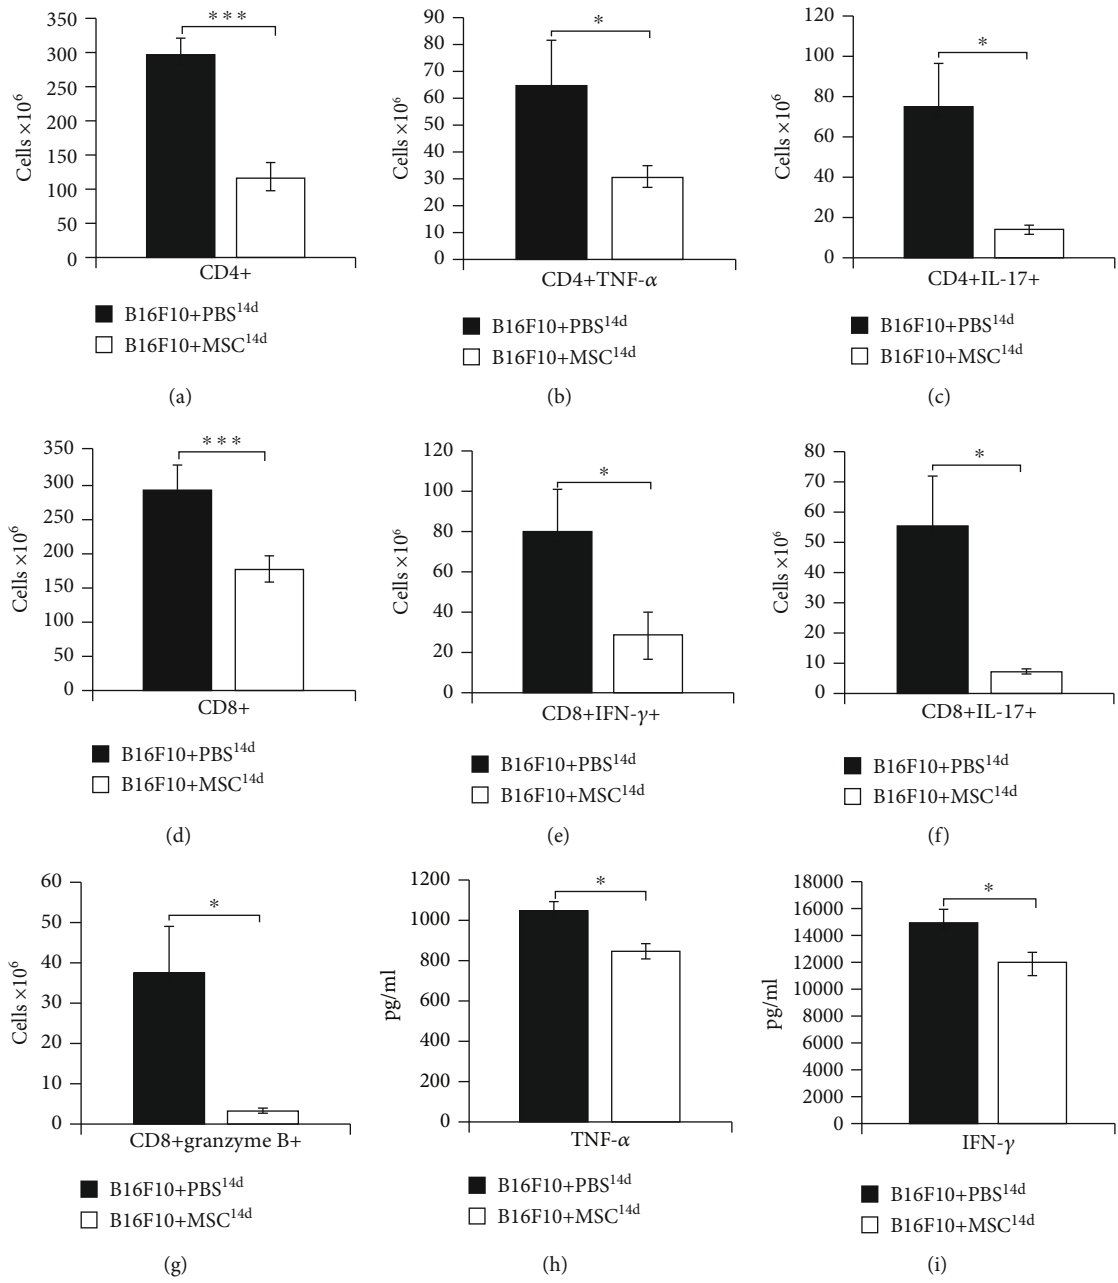 350
300
250
200
150
100
50
0
Cells ×10⁶
***
CD4+
B16F10+PBS¹⁴ᵈ
B16F10+MSC¹⁴ᵈ
(a)
90
80
70
60
50
40
30
20
10
0
Cells ×10⁶
*
CD4+TNF-α
B16F10+PBS¹⁴ᵈ
B16F10+MSC¹⁴ᵈ
(b)
120
100
80
60
40
20
0
Cells ×10⁶
*
CD4+IL-17+
B16F10+PBS¹⁴ᵈ
B16F10+MSC¹⁴ᵈ
(c)
350
300
250
200
150
100
50
0
Cells ×10⁶
***
CD8+
B16F10+PBS¹⁴ᵈ
B16F10+MSC¹⁴ᵈ
(d)
120
100
80
60
40
20
0
Cells ×10⁶
*
CD8+IFN-γ+
B16F10+PBS¹⁴ᵈ
B16F10+MSC¹⁴ᵈ
(e)
80
70
60
50
40
30
20
10
0
Cells ×10⁶
*
CD8+IL-17+
B16F10+PBS¹⁴ᵈ
B16F10+MSC¹⁴ᵈ
(f)
60
50
40
30
20
10
0
Cells ×10⁶
*
CD8+granzyme B+
B16F10+PBS¹⁴ᵈ
B16F10+MSC¹⁴ᵈ
(g)
1200
1000
800
600
400
200
0
pg/ml
*
TNF-α
B16F10+PBS¹⁴ᵈ
B16F10+MSC¹⁴ᵈ
(h)
18000
16000
14000
12000
10000
8000
6000
4000
2000
0
pg/ml
*
IFN-γ
B16F10+PBS¹⁴ᵈ
B16F10+MSC¹⁴ᵈ
(i)